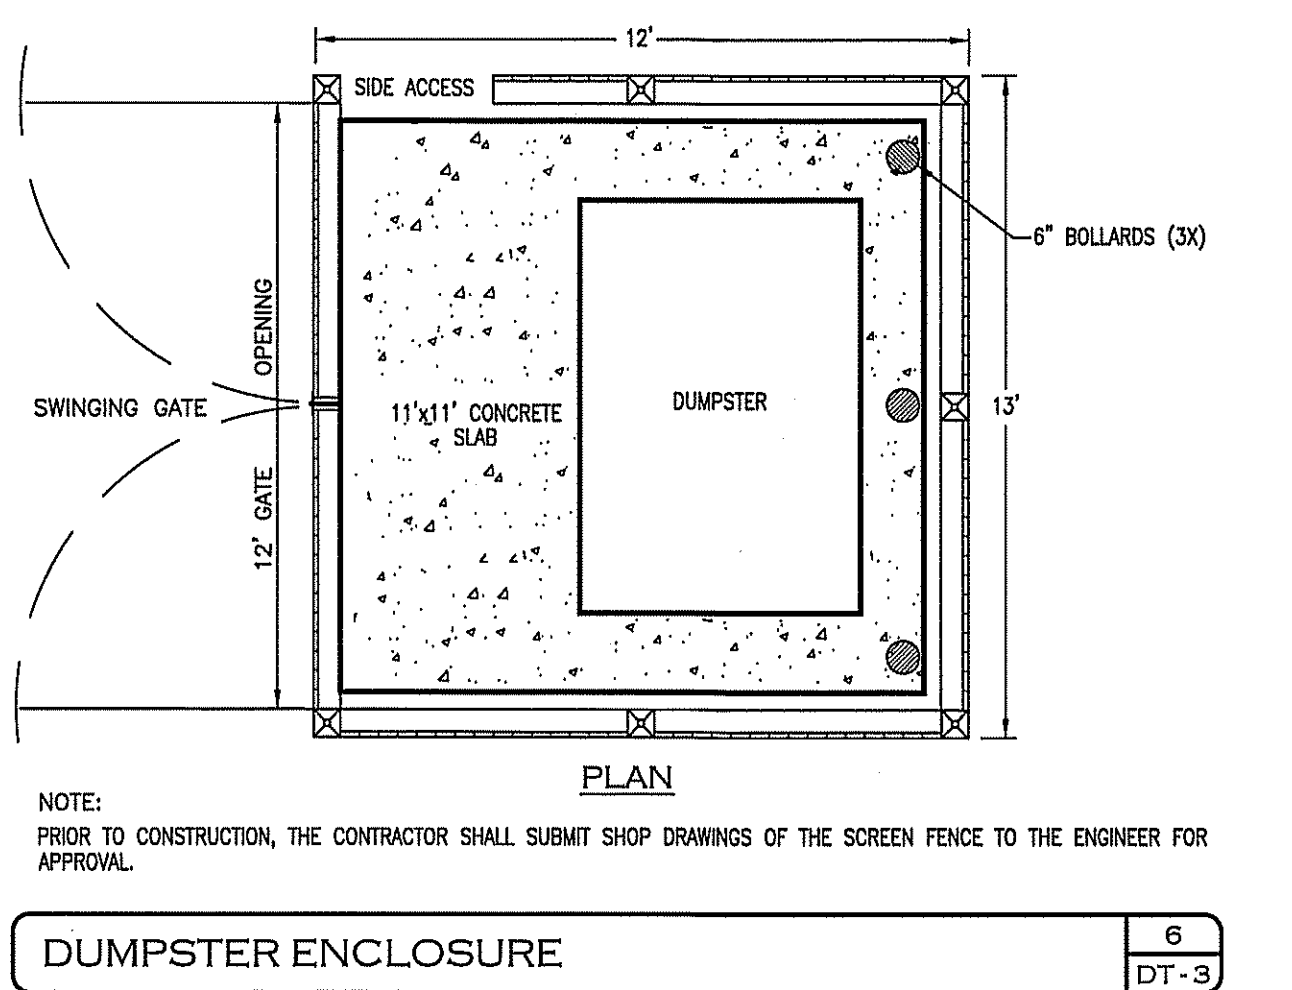 12'
SIDE ACCESS
6" BOLLARDS (3X)
12' GATE OPENING
SWINGING GATE
11'x11' CONCRETE
SLAB
DUMPSTER
13'
PLAN
NOTE:
PRIOR TO CONSTRUCTION, THE CONTRACTOR SHALL SUBMIT SHOP DRAWINGS OF THE SCREEN FENCE TO THE ENGINEER FOR
APPROVAL.
DUMPSTER ENCLOSURE
6
DT-3